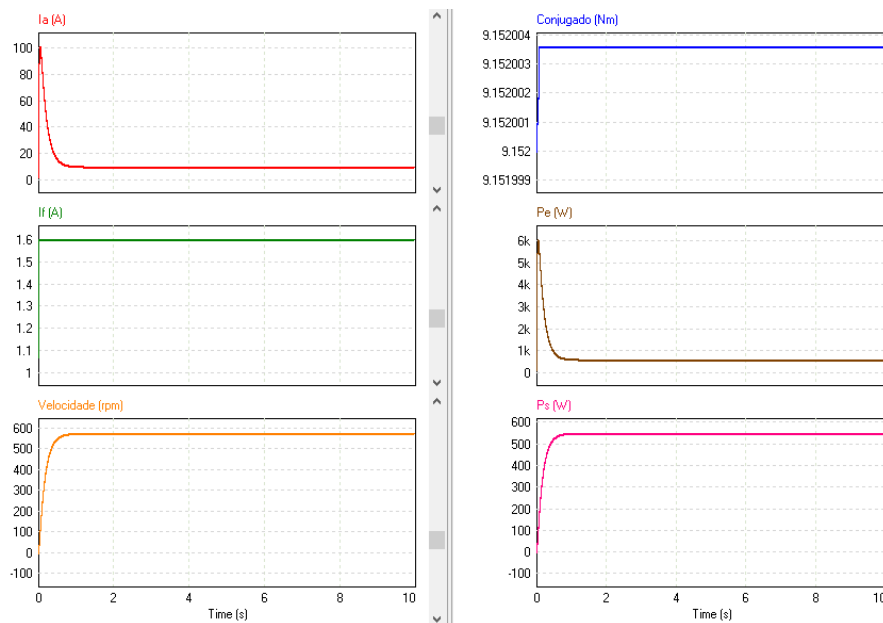 Ia (A)
100
80
60
40
20
0
If (A)
1.6
1.5
1.4
1.3
1.2
1.1
1
Velocidade (rpm)
600
500
400
300
200
100
0
-100
0 2 4 6 8 10
Time (s)
Conjugado (Nm)
9.152004
9.152003
9.152002
9.152001
9.152
9.151999
Pe (W)
6k
5k
4k
3k
2k
1k
0
Ps (W)
600
500
400
300
200
100
0
-100
0 2 4 6 8 10
Time (s)